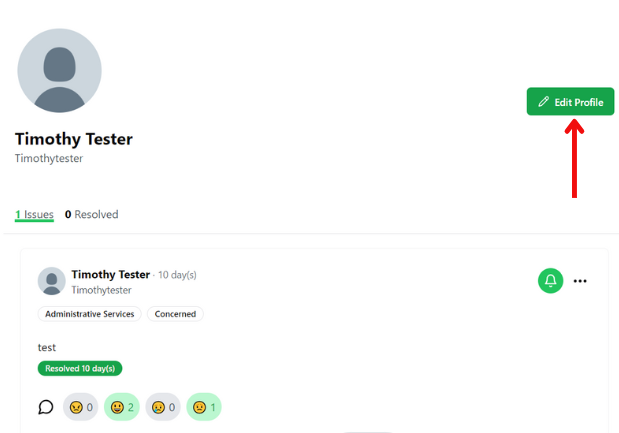 Edit Profile
Timothy Tester
Timothytester
1 Issues 0 Resolved
Timothy Tester · 10 day(s)
Timothytester
Administrative Services Concerned
test
Resolved 10 day(s)
0 2 0 1